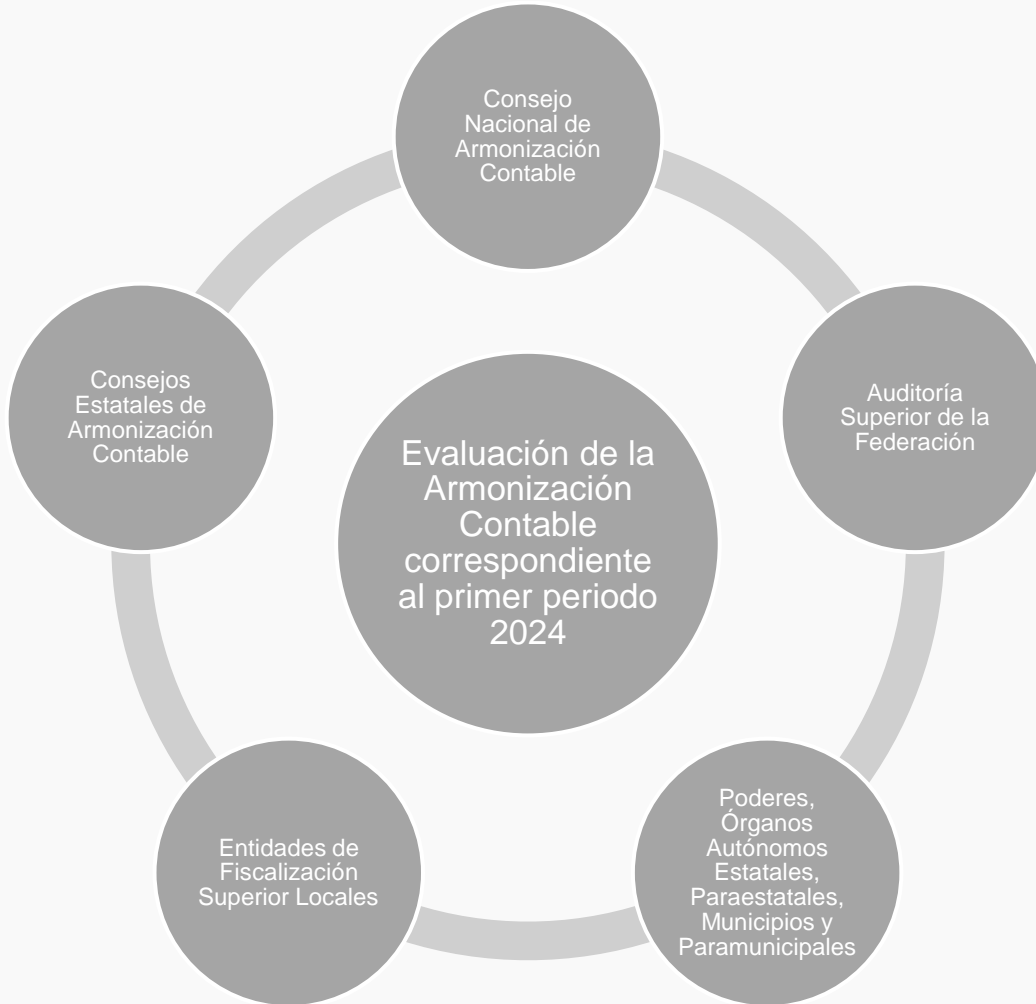 Consejo
Nacional de
Armonización
Contable
Auditoría
Superior de la
Federación
Poderes,
Órganos
Autónomos
Estatales,
Paraestatales,
Municipios y
Paramunicipales
Entidades de
Fiscalización
Superior Locales
Consejos
Estatales de
Armonización
Contable
Evaluación de la
Armonización
Contable
correspondiente
al primer periodo
2024